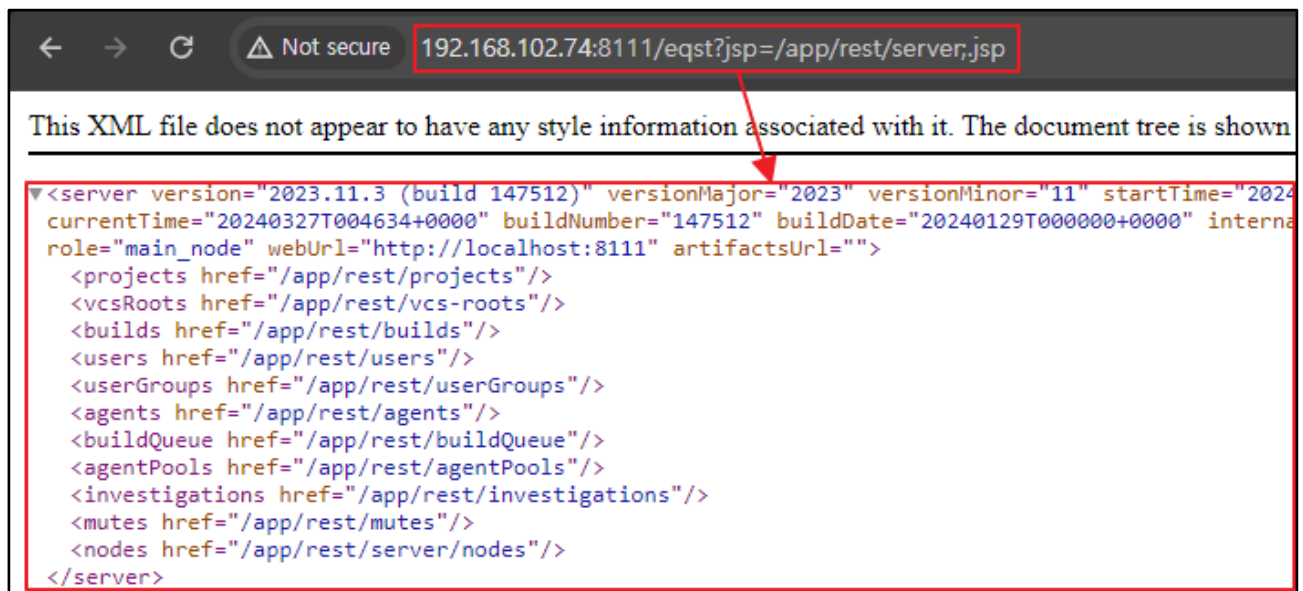 Not secure 192.168.102.74:8111/eqst?jsp=/app/rest/server;.jsp
This XML file does not appear to have any style information associated with it. The document tree is shown
▼<server version="2023.11.3 (build 147512)" versionMajor="2023" versionMinor="11" startTime="2024
currentTime="20240327T004634+0000" buildNumber="147512" buildDate="20240129T000000+0000" interna
role="main_node" webUrl="http://localhost:8111" artifactsUrl="">
<projects href="/app/rest/projects"/>
<vcsRoots href="/app/rest/vcs-roots"/>
<builds href="/app/rest/builds"/>
<users href="/app/rest/users"/>
<userGroups href="/app/rest/userGroups"/>
<agents href="/app/rest/agents"/>
<buildQueue href="/app/rest/buildQueue"/>
<agentPools href="/app/rest/agentPools"/>
<investigations href="/app/rest/investigations"/>
<mutes href="/app/rest/mutes"/>
<nodes href="/app/rest/server/nodes"/>
</server>